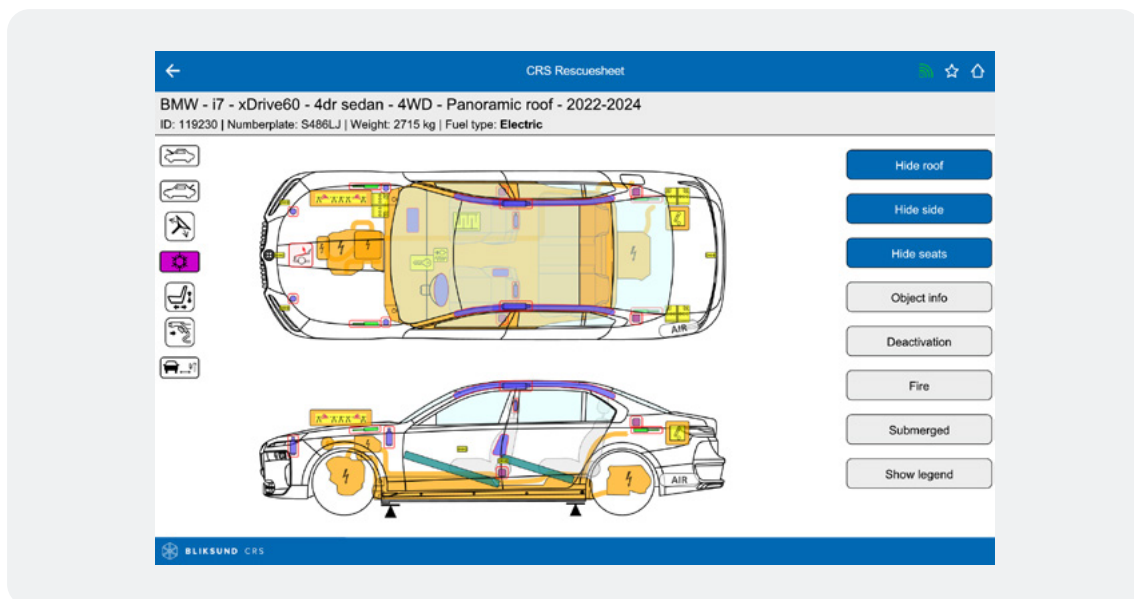 CRS Rescuesheet
BMW - i7 - xDrive60 - 4dr sedan - 4WD - Panoramic roof - 2022-2024
ID: 119230 | Numberplate: S486LJ | Weight: 2715 kg | Fuel type: Electric
Hide roof
Hide side
Hide seats
Object info
AIR
Deactivation
Fire
Submerged
Show legend
AIR
BLIKSUND CRS